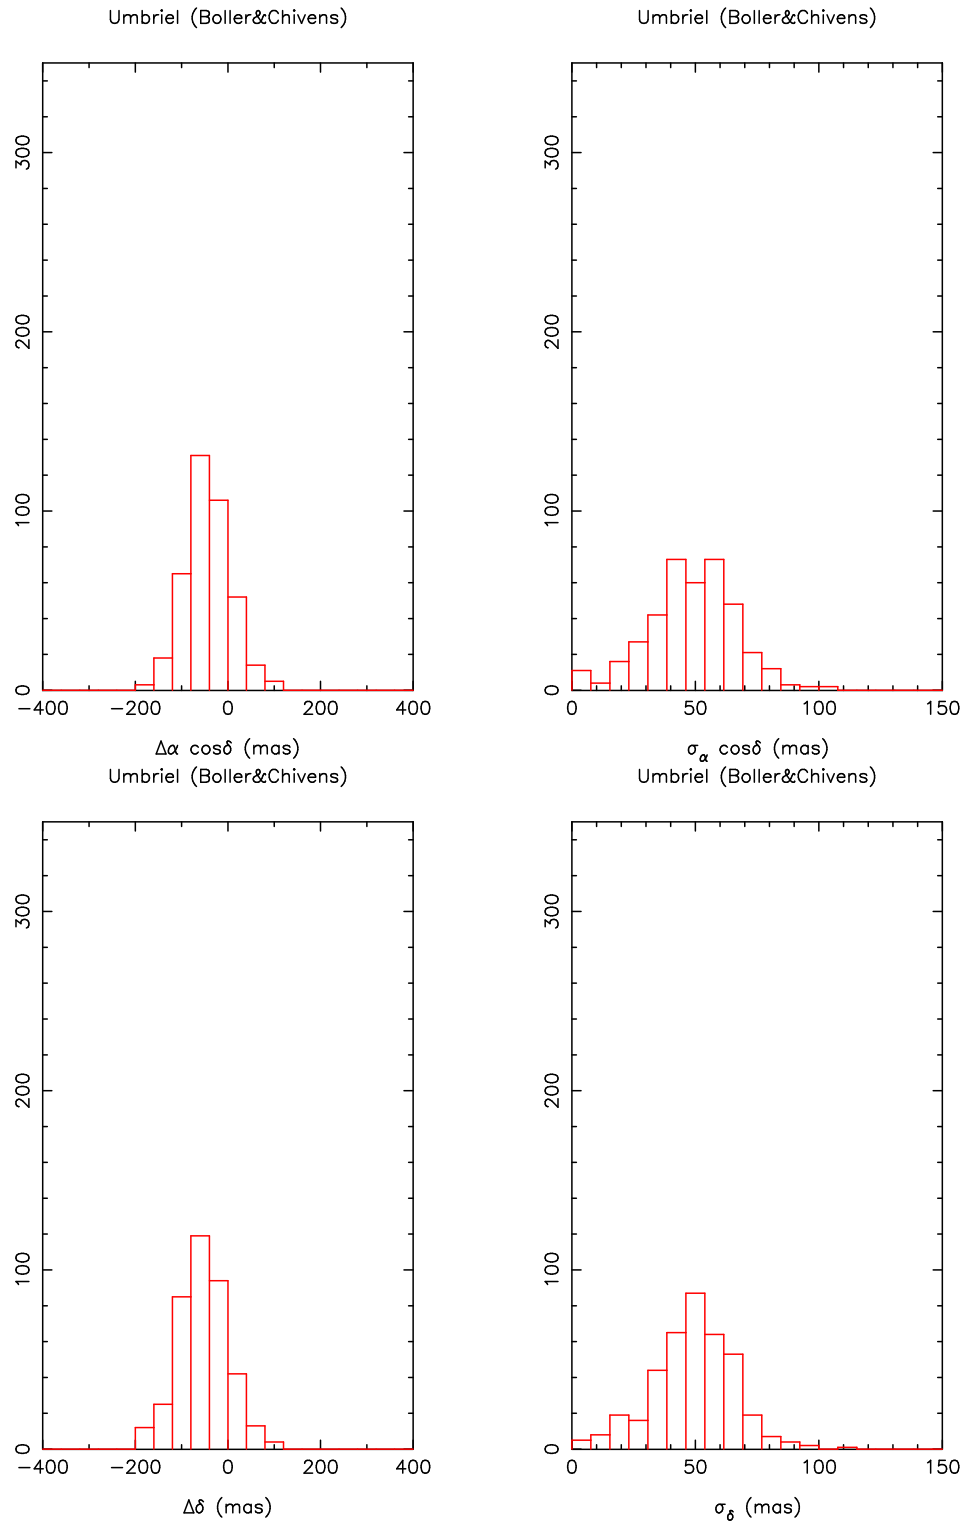 Umbriel (Boller&Chivens)
Umbriel (Boller&Chivens)
300
200
100
0
−400 −200 0 200 400
Δα cosδ (mas)
300
200
100
0
0 50 100 150
σα cosδ (mas)
Umbriel (Boller&Chivens)
Umbriel (Boller&Chivens)
300
200
100
0
−400 −200 0 200 400
Δδ (mas)
300
200
100
0
0 50 100 150
σδ (mas)